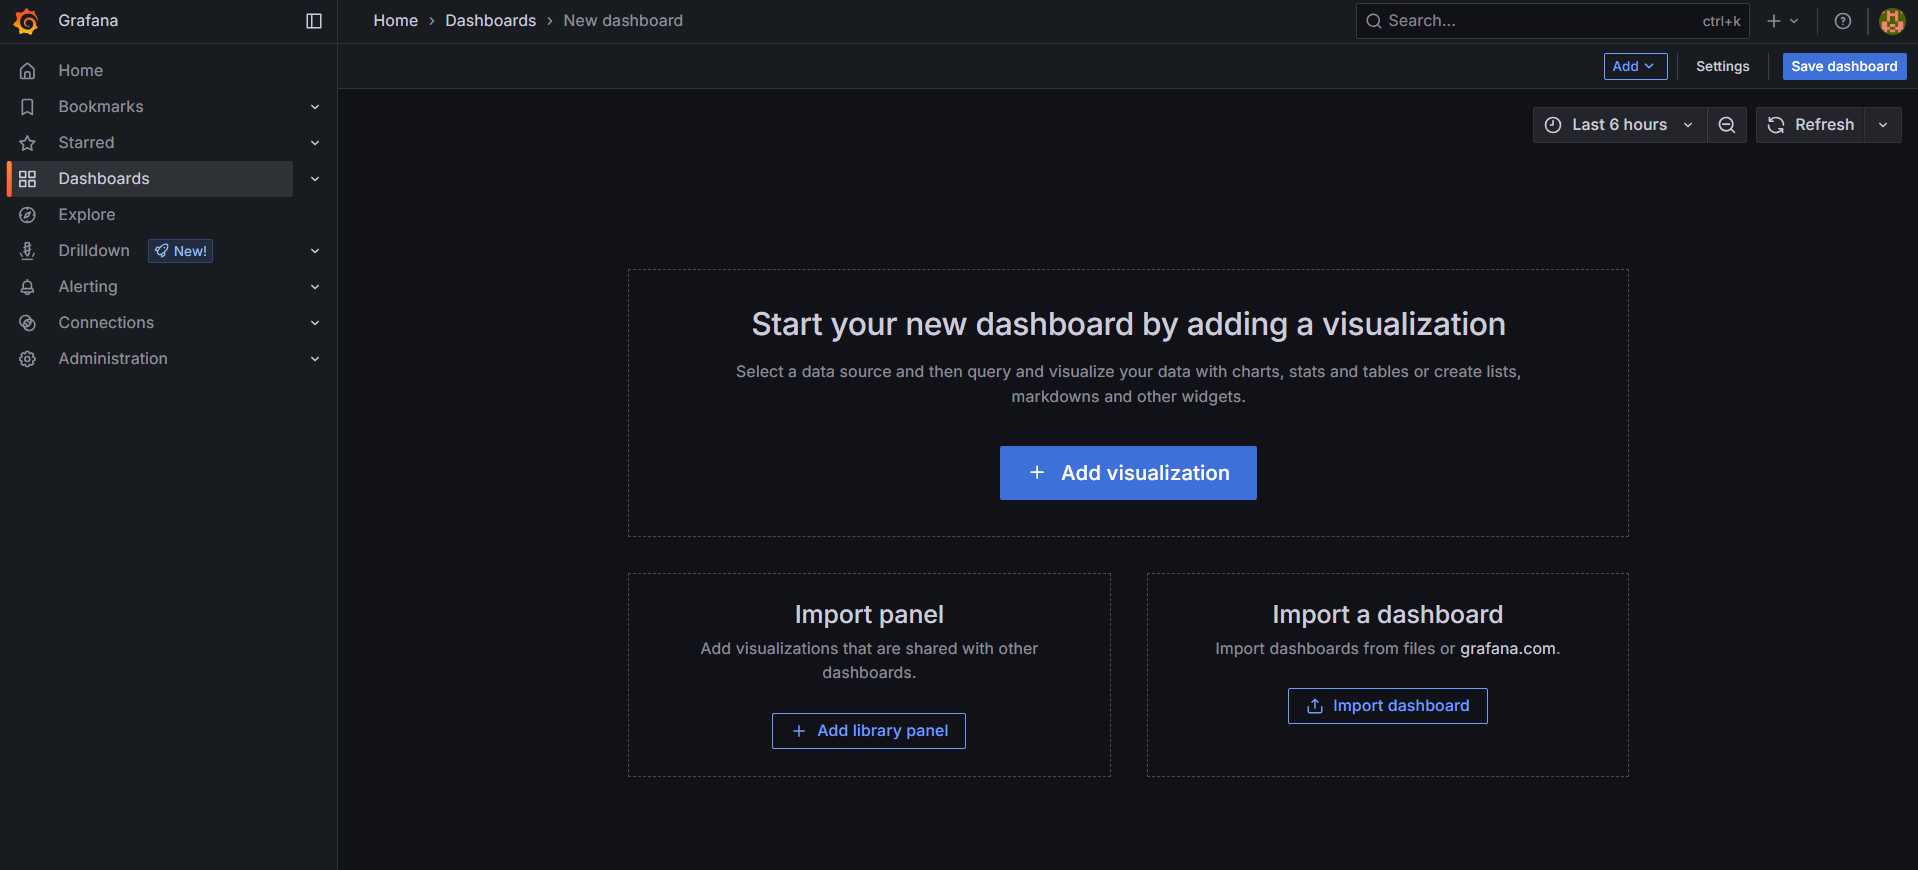 Grafana
Home
Dashboards
New dashboard
Search...
ctrl+k
Add
Settings
Save dashboard
Home
Bookmarks
Starred
Dashboards
Explore
Drilldown
New!
Alerting
Connections
Administration
Last 6 hours
Refresh
Start your new dashboard by adding a visualization
Select a data source and then query and visualize your data with charts, stats and tables or create lists,
markdowns and other widgets.
Add visualization
Import panel
Add visualizations that are shared with other
dashboards.
Add library panel
Import a dashboard
Import dashboards from files or grafana.com.
Import dashboard